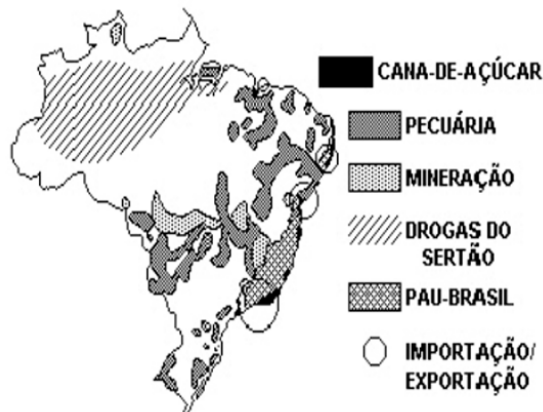 CANA-DE-AÇÚCAR
PECUÁRIA
MINERAÇÃO
DROGAS DO
SERTÃO
PAU-BRASIL
IMPORTAÇÃO/
EXPORTAÇÃO